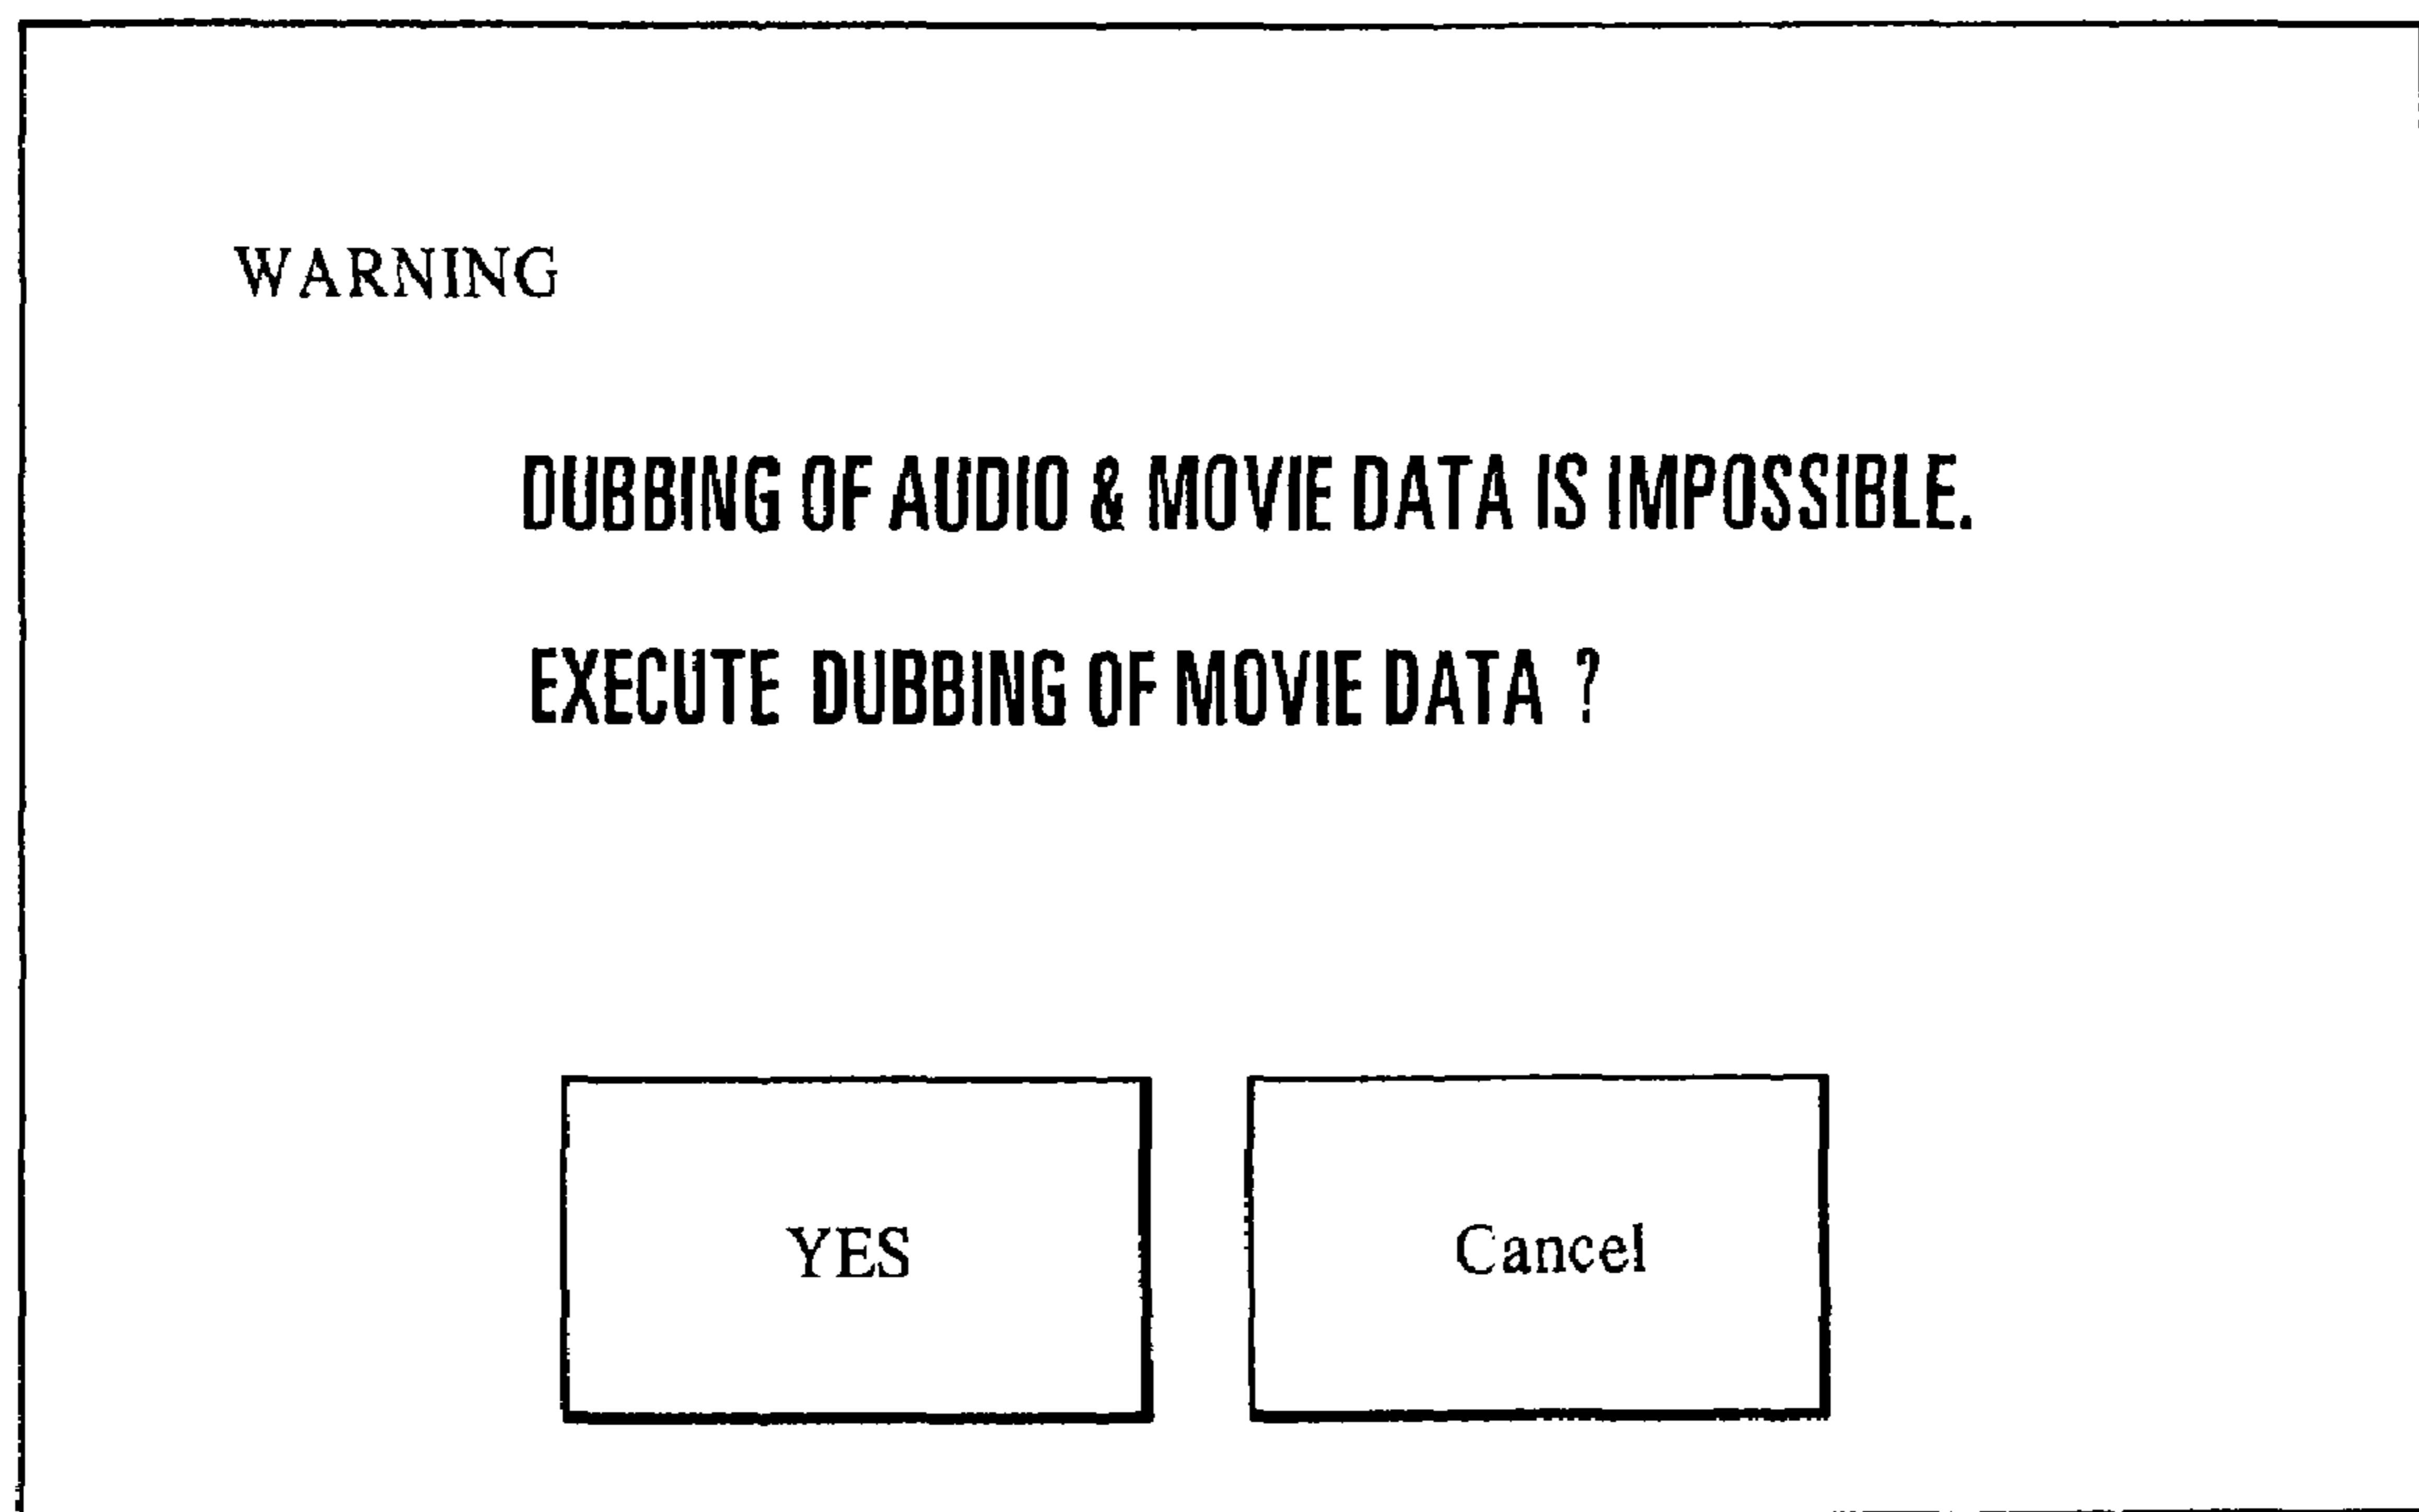 WARNING
DUBBING OF AUDIO & MOVIE DATA IS IMPOSSIBLE.
EXECUTE DUBBING OF MOVIE DATA ?
YES
Cancel